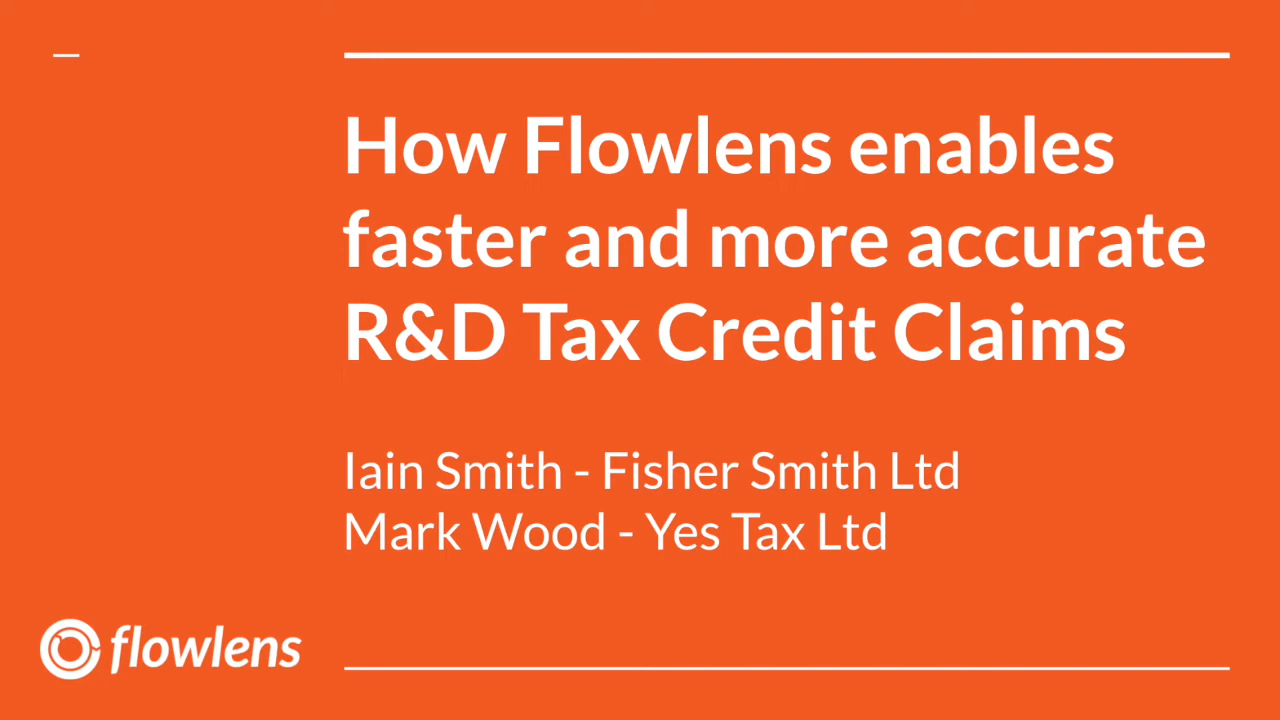 How Flowlens enables
faster and more accurate
R&D Tax Credit Claims
Iain Smith - Fisher Smith Ltd
Mark Wood - Yes Tax Ltd
flowlens